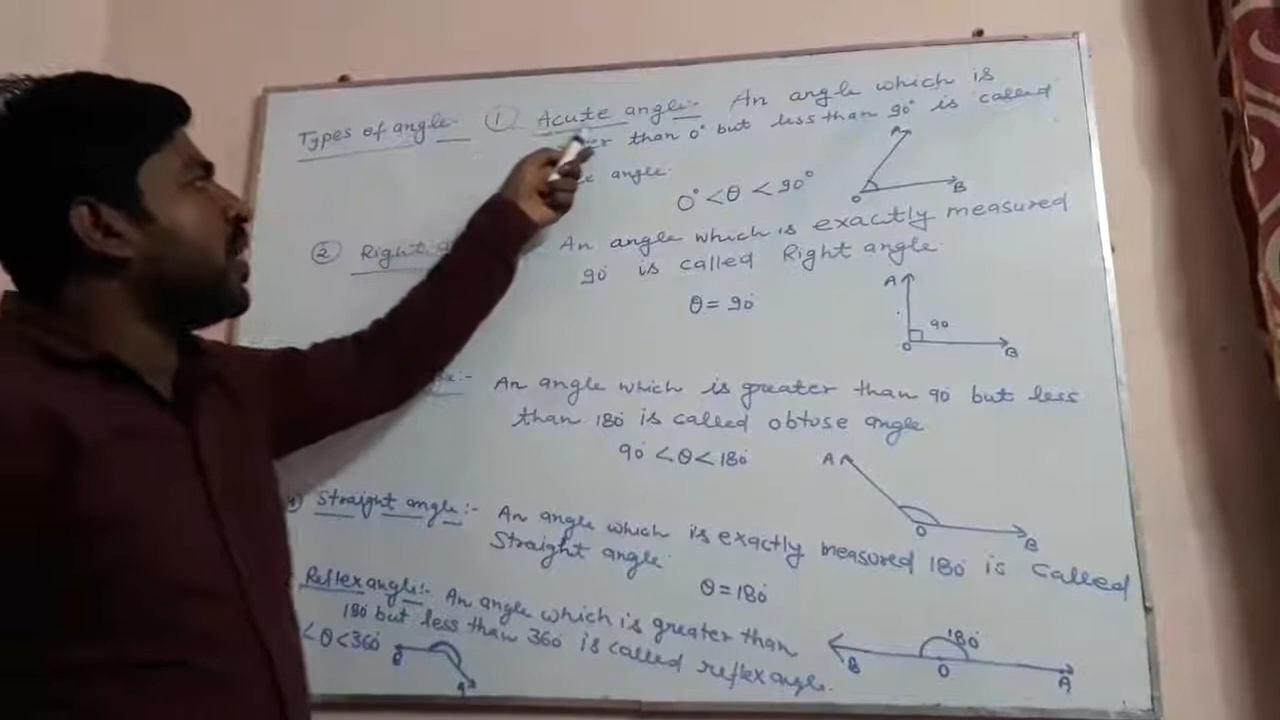 Types of angle- ① Acute angle:- An angle which is
than 0° but less than 90° is called
angle.
0° < θ < 90°
A
O
B
② Right An angle which is exactly measured
90° is called Right angle.
θ = 90°
A
90
O
B
:- An angle which is greater than 90° but less
than 180° is called obtuse angle
90° < θ < 180°
A
O
B
Straight angle:- An angle which is exactly measured 180° is called
Straight angle.
θ = 180°
Reflex angle:- An angle which is greater than
180° but less than 360° is called reflex angle.
< θ < 360°
180°
B
O
A